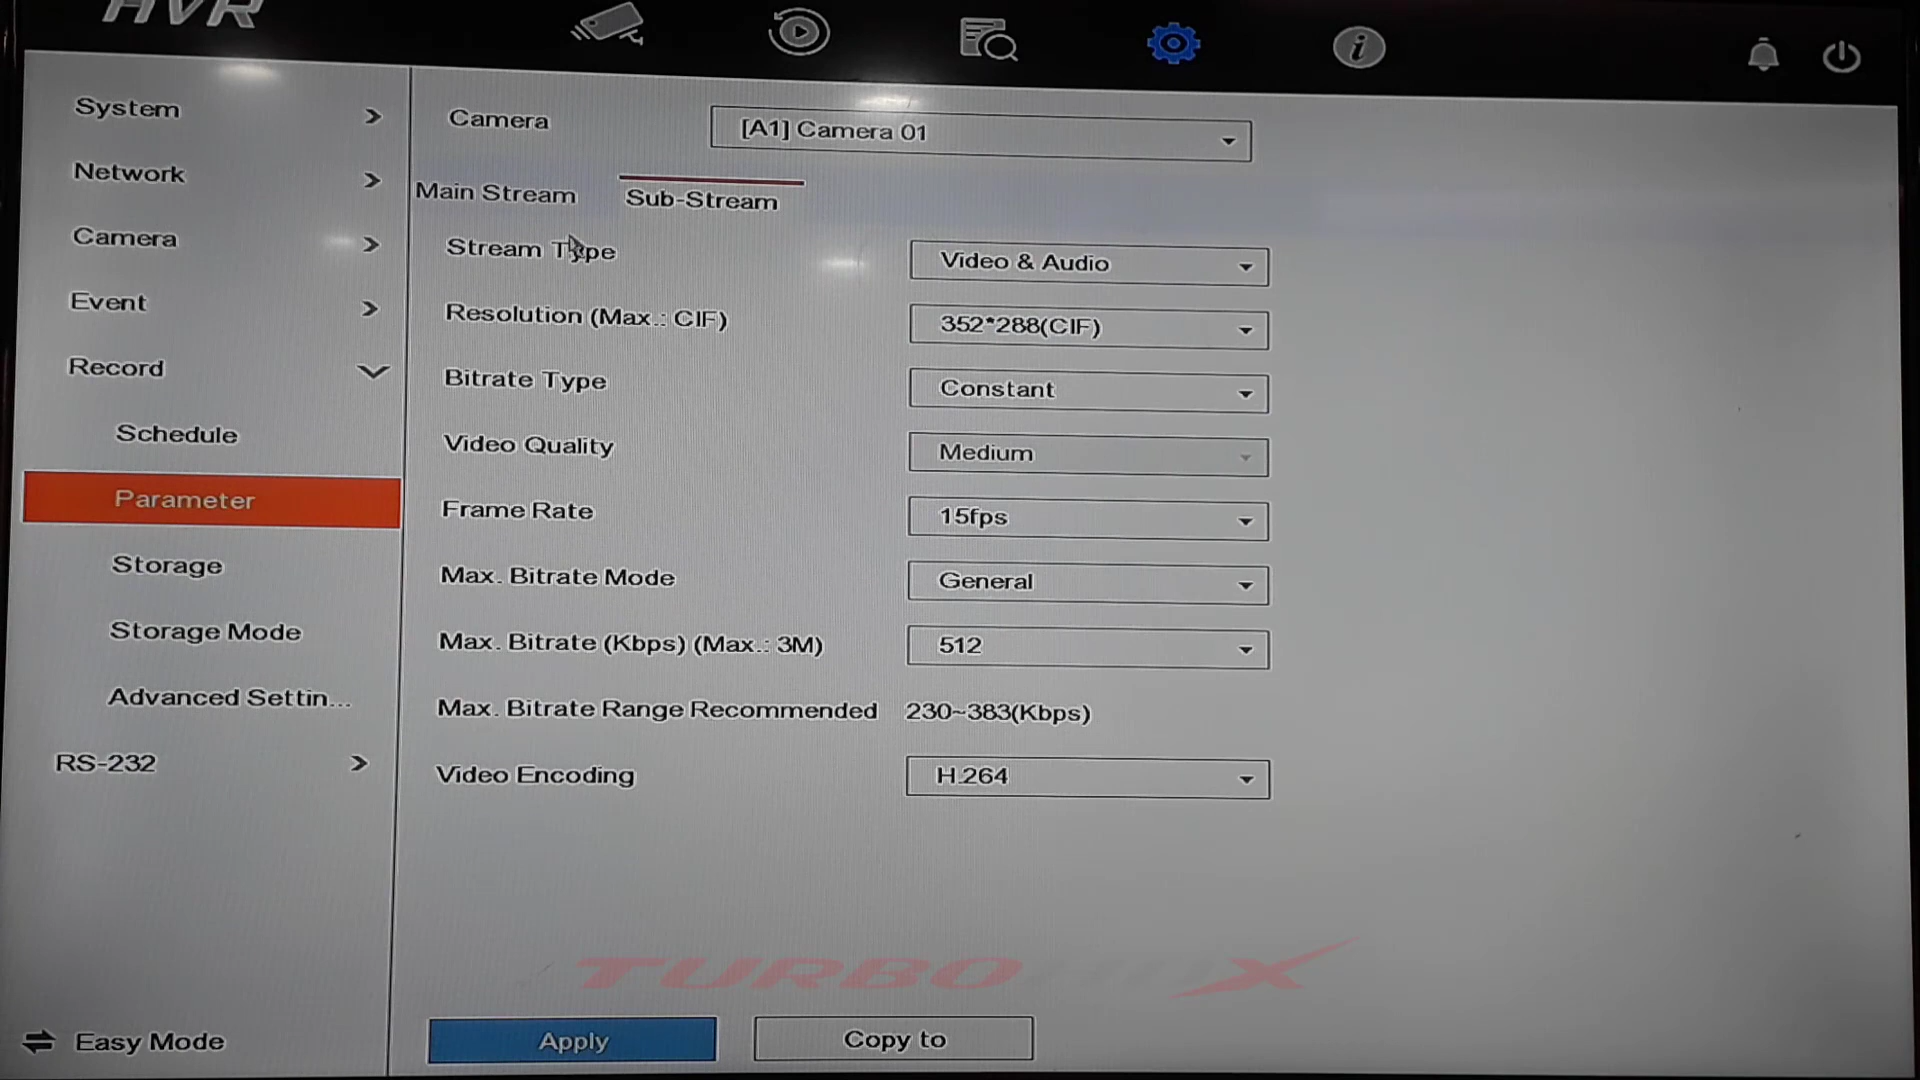 HVR
System
Network
Camera
Event
Record
Schedule
Parameter
Storage
Storage Mode
Advanced Settin...
RS-232
Easy Mode
Camera [A1] Camera 01
Main Stream Sub-Stream
Stream Type Video & Audio
Resolution (Max.: CIF) 352*288(CIF)
Bitrate Type Constant
Video Quality Medium
Frame Rate 15fps
Max. Bitrate Mode General
Max. Bitrate (Kbps) (Max.: 3M) 512
Max. Bitrate Range Recommended 230~383(Kbps)
Video Encoding H.264
TURBO X
Apply Copy to